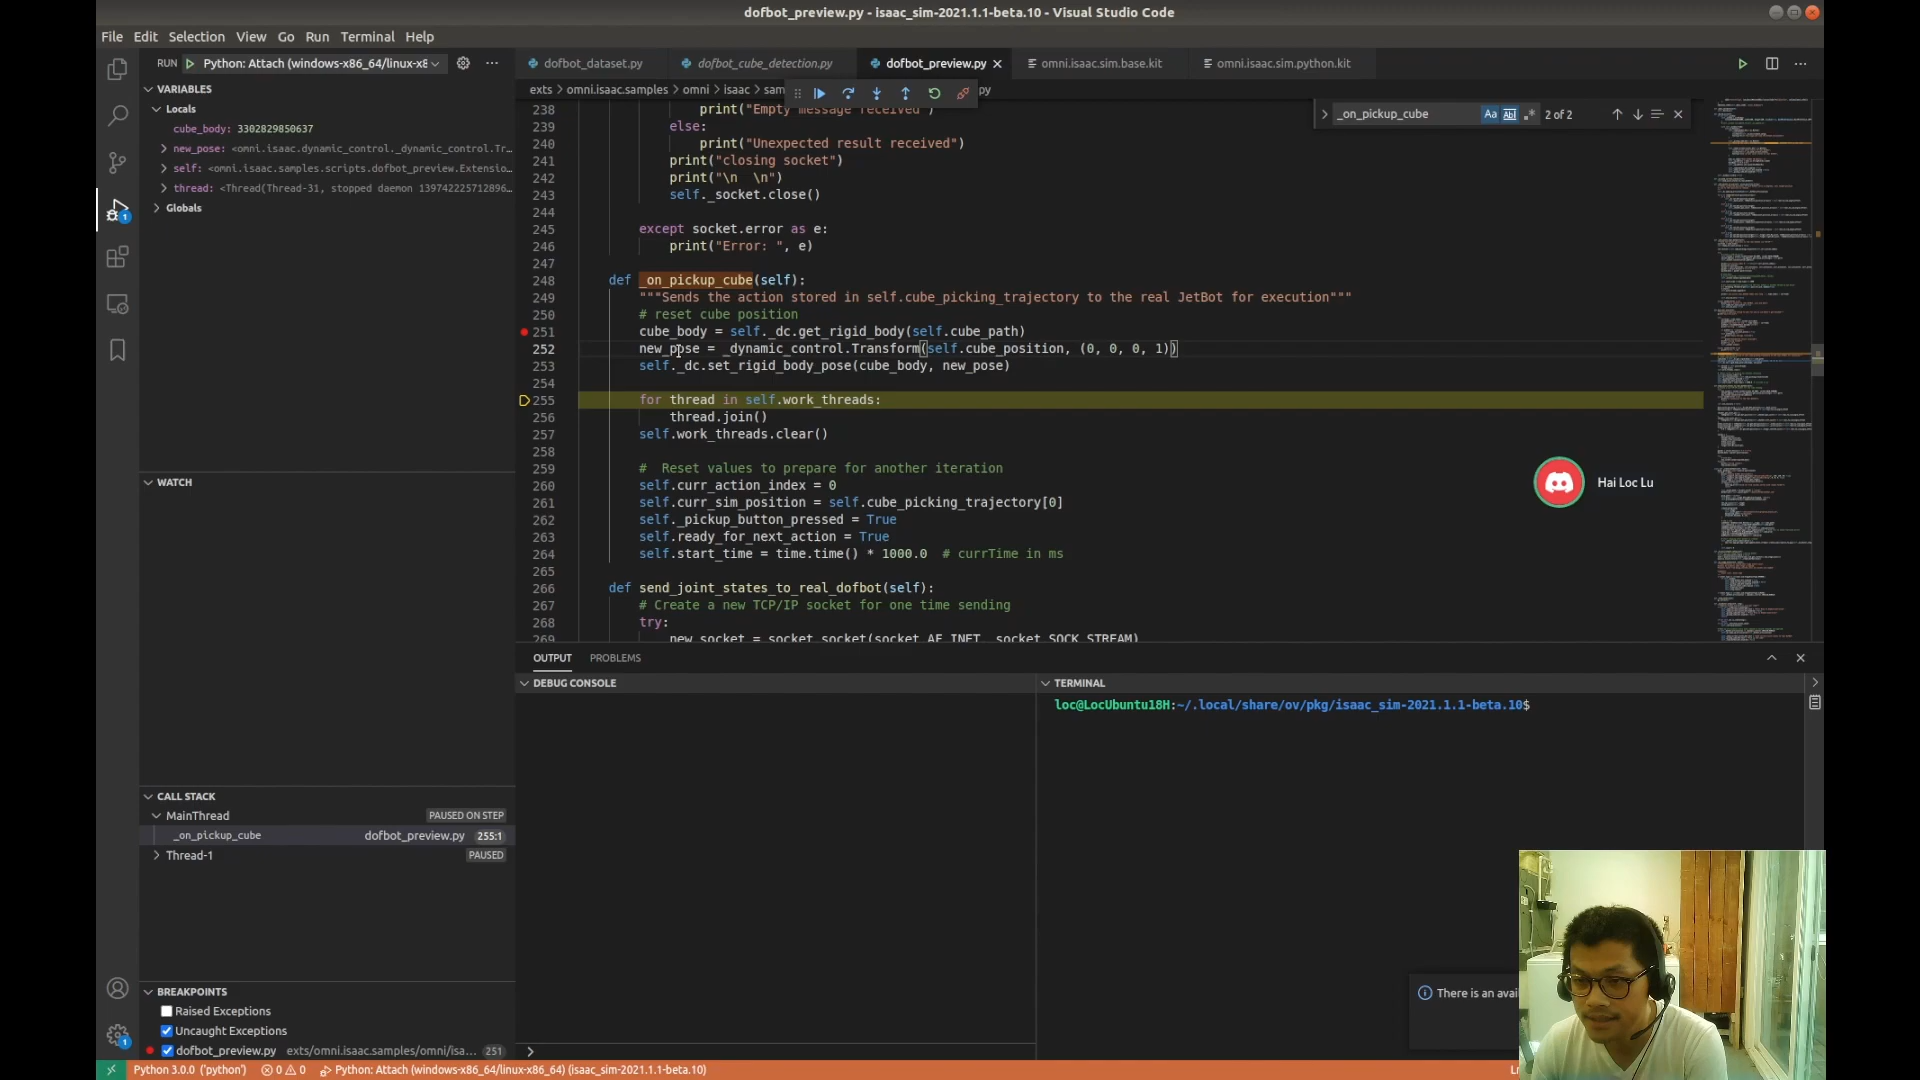 dofbot_preview.py - isaac_sim-2021.1.1-beta.10 - Visual Studio Code
File Edit Selection View Go Run Terminal Help
RUN Python: Attach (windows-x86_64/linux-x8
dofbot_dataset.py dofbot_cube_detection.py dofbot_preview.py omni.isaac.sim.base.kit omni.isaac.sim.python.kit
exts > omni.isaac.samples > omni > isaac > sam py
_on_pickup_cube Aa Abl .* 2 of 2
VARIABLES
Locals
cube_body: 3302829850637
new_pose: <omni.isaac.dynamic_control._dynamic_control.Tr...
self: <omni.isaac.samples.scripts.dofbot_preview.Extensio...
thread: <Thread(Thread-31, stopped daemon 139742225712896...
Globals
WATCH
CALL STACK
MainThread PAUSED ON STEP
_on_pickup_cube dofbot_preview.py 255:1
Thread-1 PAUSED
BREAKPOINTS
Raised Exceptions
Uncaught Exceptions
dofbot_preview.py exts/omni.isaac.samples/omni/isa... 251
238 print("Empty message received")
239 else:
240 print("Unexpected result received")
241 print("closing socket")
242 print("\n \n")
243 self._socket.close()
244
245 except socket.error as e:
246 print("Error: ", e)
247
248 def _on_pickup_cube(self):
249 """Sends the action stored in self.cube_picking_trajectory to the real JetBot for execution"""
250 # reset cube position
251 cube_body = self._dc.get_rigid_body(self.cube_path)
252 new_pose = _dynamic_control.Transform(self.cube_position, (0, 0, 0, 1))
253 self._dc.set_rigid_body_pose(cube_body, new_pose)
254
255 for thread in self.work_threads:
256 thread.join()
257 self.work_threads.clear()
258
259 # Reset values to prepare for another iteration
260 self.curr_action_index = 0
261 self.curr_sim_position = self.cube_picking_trajectory[0]
262 self._pickup_button_pressed = True
263 self.ready_for_next_action = True
264 self.start_time = time.time() * 1000.0 # currTime in ms
265
266 def send_joint_states_to_real_dofbot(self):
267 # Create a new TCP/IP socket for one time sending
268 try:
269 new_socket = socket.socket(socket.AF_INET, socket.SOCK_STREAM)
Hai Loc Lu
OUTPUT PROBLEMS
DEBUG CONSOLE
TERMINAL
loc@LocUbuntu18H:~/.local/share/ov/pkg/isaac_sim-2021.1.1-beta.10$
There is an avai
1
1
Python 3.0.0 ('python') 0 0 Python: Attach (windows-x86_64/linux-x86_64) (isaac_sim-2021.1.1-beta.10)